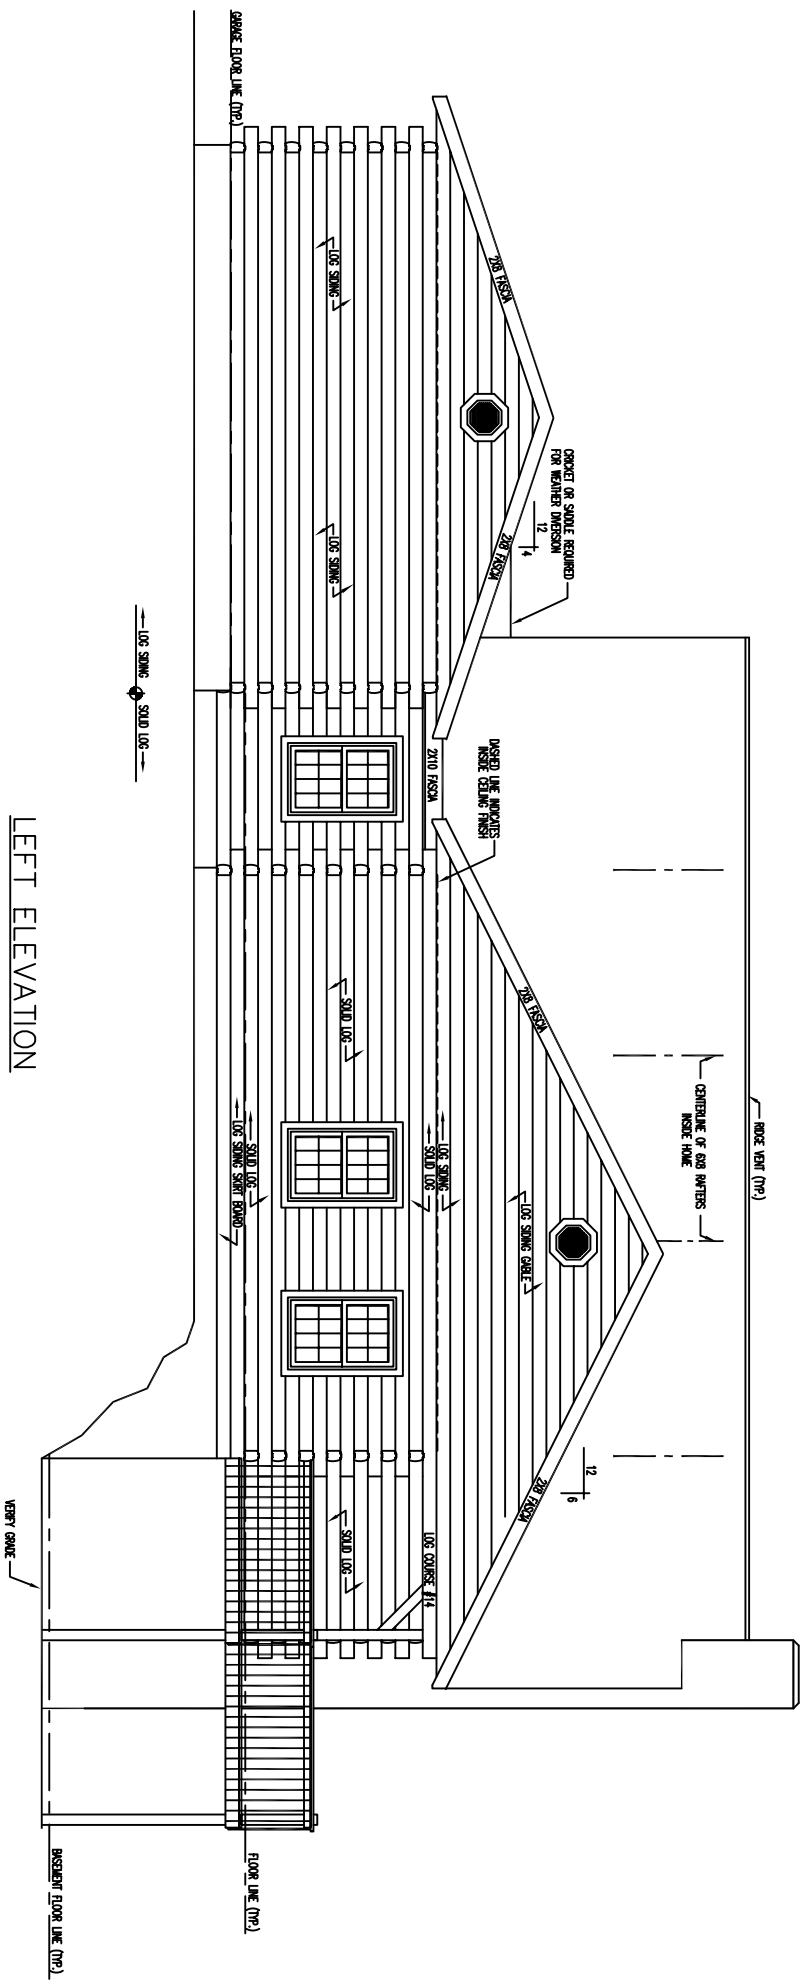 RIDGE VENT (TYP.)
CENTERLINE OF 6X8 RAFTERS
INSIDE HOME
CRICKET OR SADDLE REQUIRED
FOR WEATHER DIVERSION
12
4
12
6
2X8 FASCIA
2X8 FASCIA
2X8 FASCIA
2X8 FASCIA
DASHED LINE INDICATES
INSIDE CEILING FINISH
LOG SIDING GABLE
2X10 FASCIA
LOG SIDING
SOLID LOG
LOG COURSE #14
LOG SIDING
LOG SIDING
SOLID LOG
SOLID LOG
GARAGE FLOOR LINE (TYP.)
SOLID LOG
LOG SIDING SKIRT BOARD
FLOOR LINE (TYP.)
LOG SIDING
SOLID LOG
BASEMENT FLOOR LINE (TYP.)
VERIFY GRADE
LEFT ELEVATION